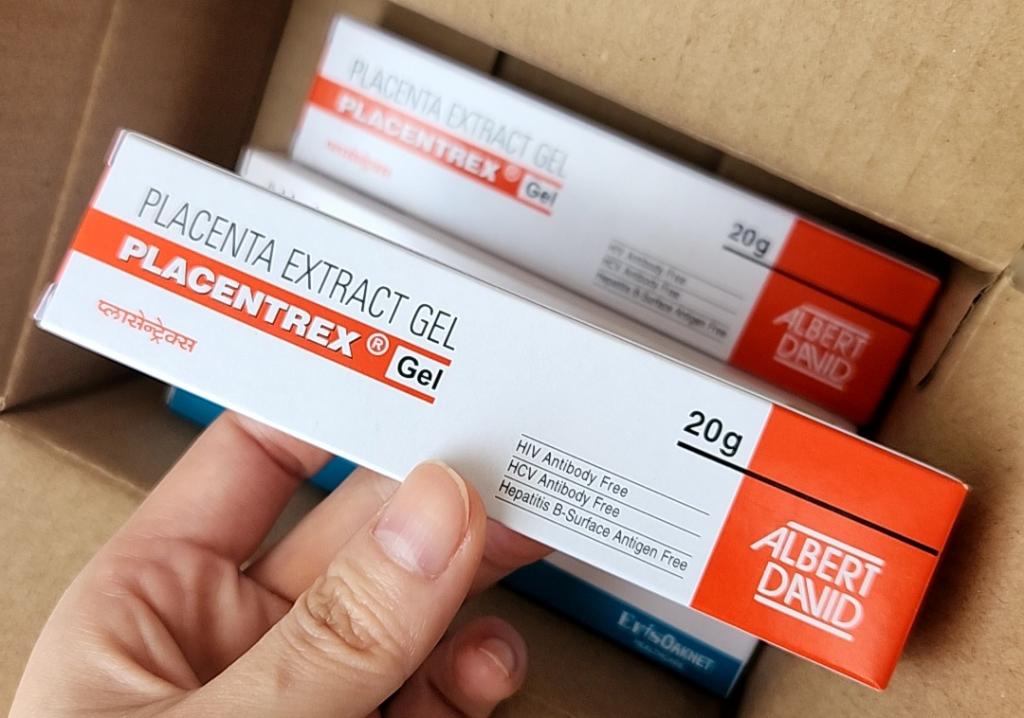 PLACENTA EXTRACT GEL
PLACENTREX® Gel
प्लासेन्ट्रेक्स
20g
HIV Antibody Free
HCV Antibody Free
Hepatitis B-Surface Antigen Free
ALBERT
DAVID
PLACENTA EXTRACT GEL
PLACENTREX® Gel
20g
HIV Antibody Free
HCV Antibody Free
Hepatitis B-Surface Antigen Free
ALBERT
DAVID
ErisOAKNET
HEALTHCARE